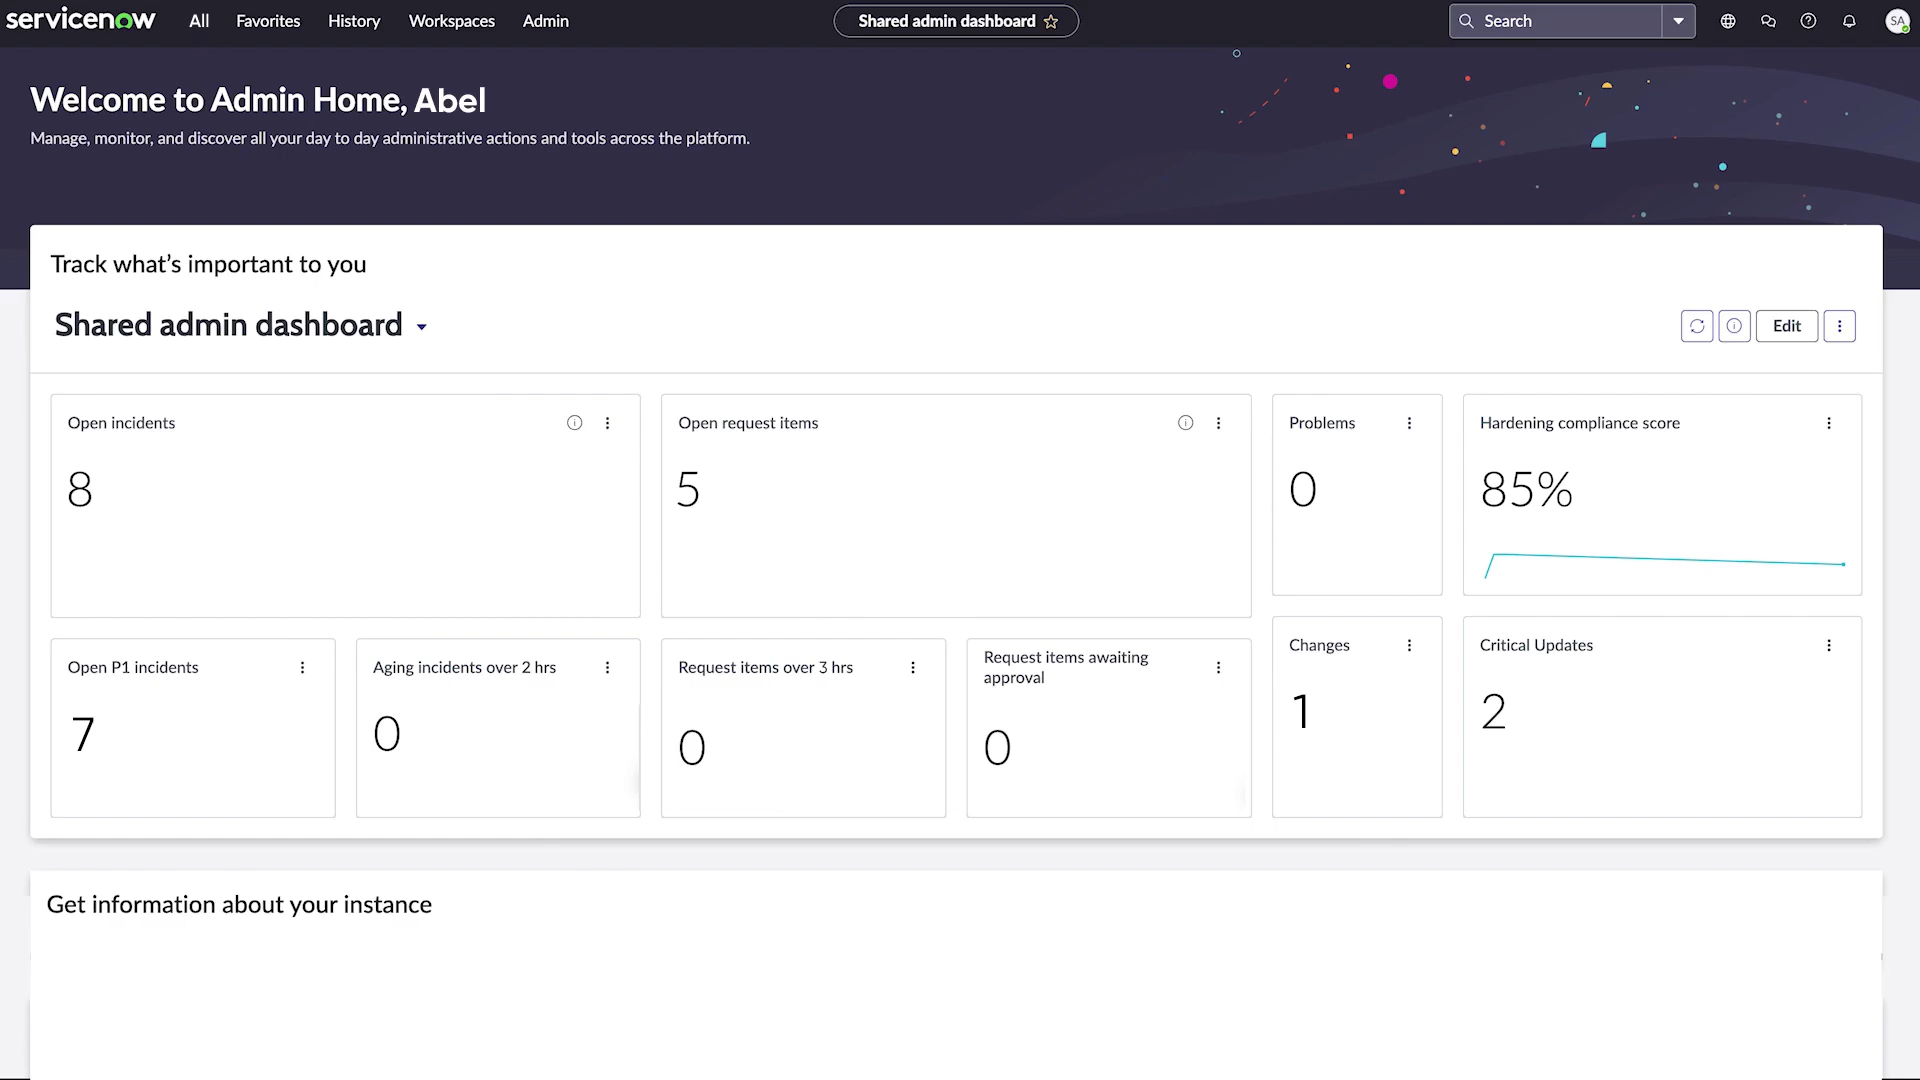 servicenow
All
Favorites
History
Workspaces
Admin
Shared admin dashboard
Search
SA
Welcome to Admin Home, Abel
Manage, monitor, and discover all your day to day administrative actions and tools across the platform.
Track what’s important to you
Shared admin dashboard
Edit
Open incidents
8
Open request items
5
Problems
0
Hardening compliance score
85%
Open P1 incidents
7
Aging incidents over 2 hrs
0
Request items over 3 hrs
0
Request items awaiting
approval
0
Changes
1
Critical Updates
2
Get information about your instance